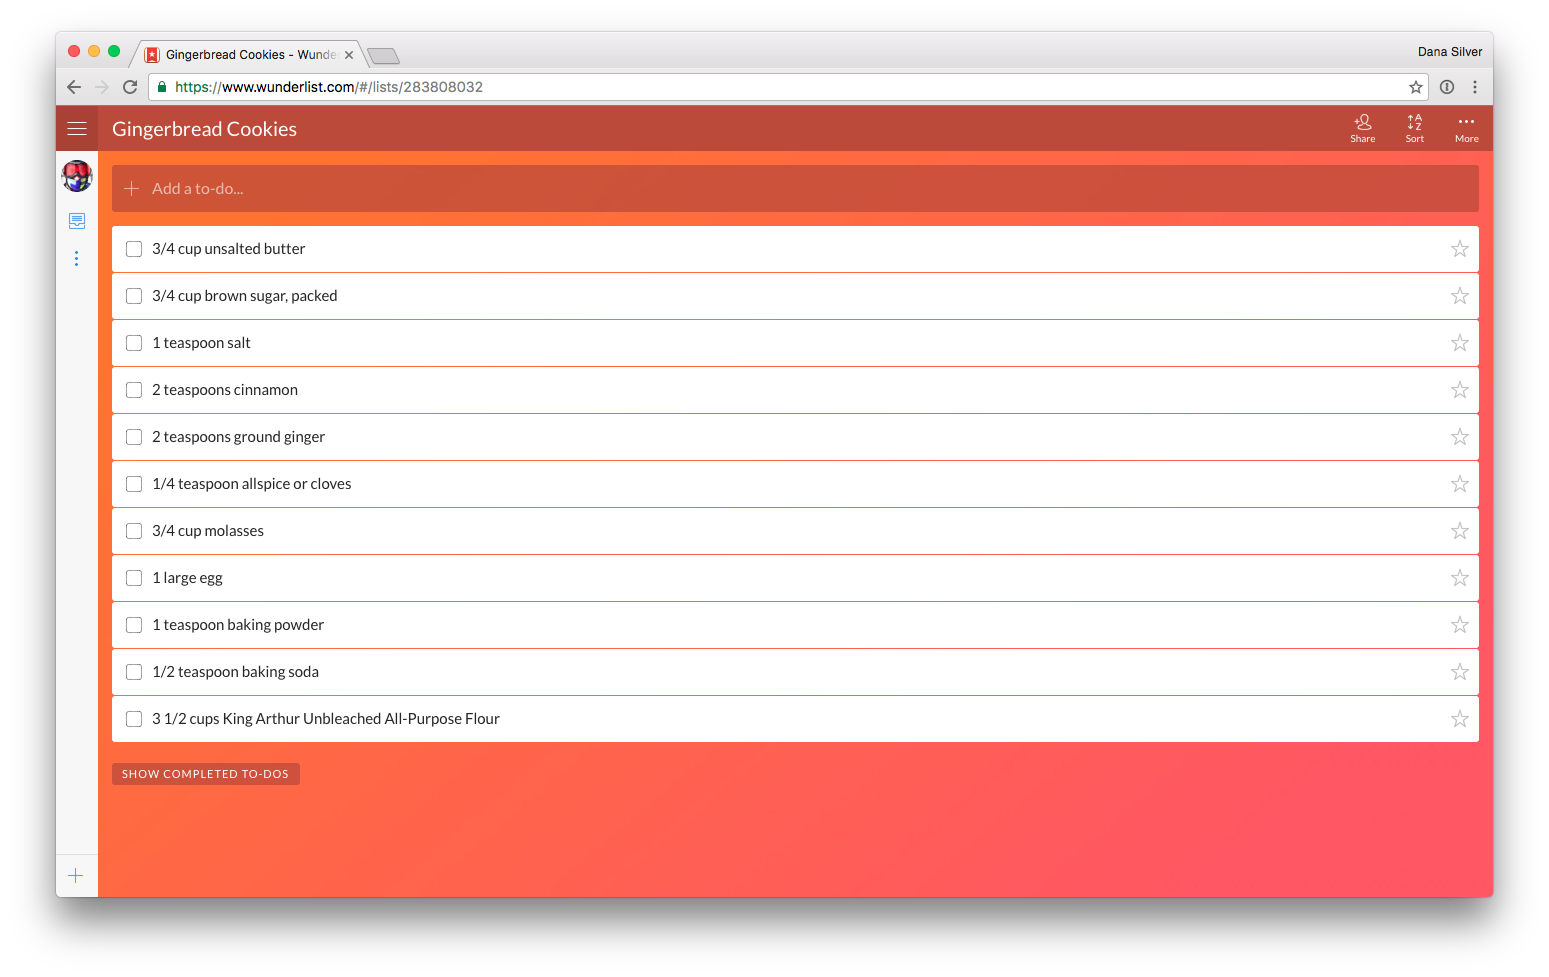 Gingerbread Cookies - Wunde
Dana Silver
https://www.wunderlist.com/#/lists/283808032
Gingerbread Cookies
Share
Sort
More
Add a to-do...
3/4 cup unsalted butter
3/4 cup brown sugar, packed
1 teaspoon salt
2 teaspoons cinnamon
2 teaspoons ground ginger
1/4 teaspoon allspice or cloves
3/4 cup molasses
1 large egg
1 teaspoon baking powder
1/2 teaspoon baking soda
3 1/2 cups King Arthur Unbleached All-Purpose Flour
SHOW COMPLETED TO-DOS